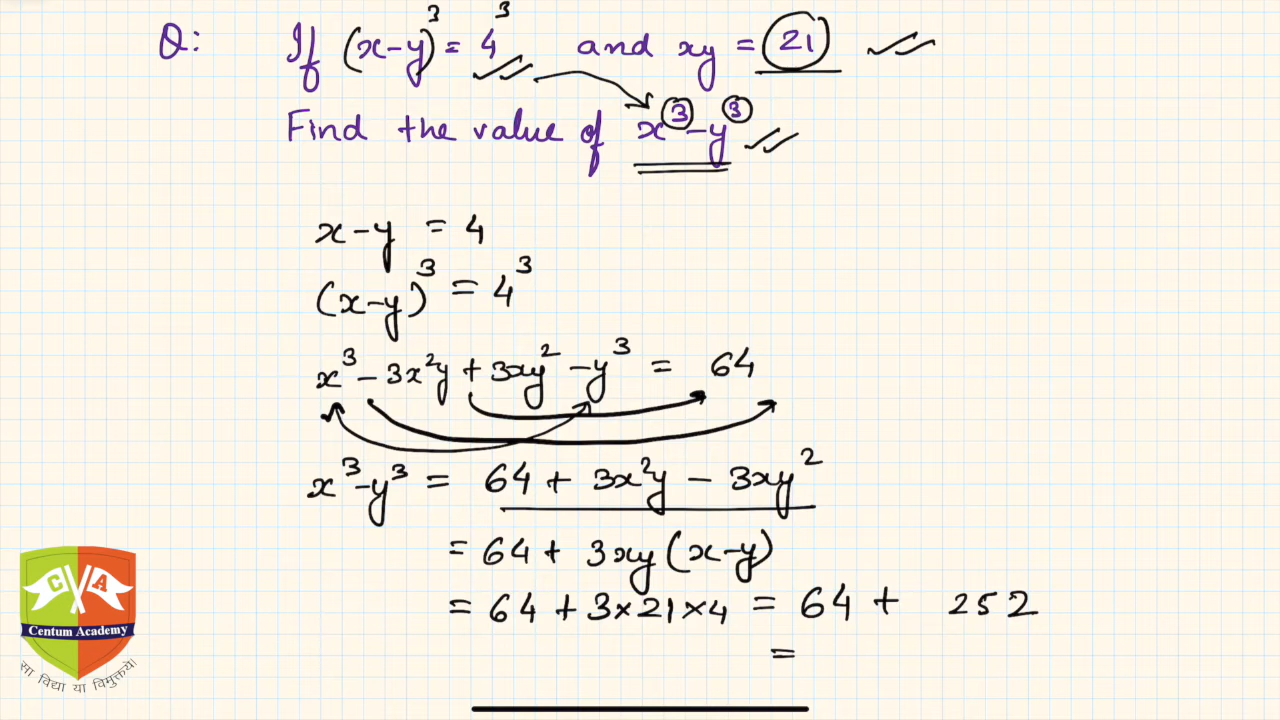 Q: If (x-y)³ = 4³ and xy = 21
Find the value of x³-y³
x-y = 4
(x-y)³ = 4³
x³ - 3x²y + 3xy² - y³ = 64
x³-y³ = 64 + 3x²y - 3xy²
= 64 + 3xy(x-y)
= 64 + 3×21×4 = 64 + 252
=
C A
Centum Academy
सा विद्या या विमुक्तये।